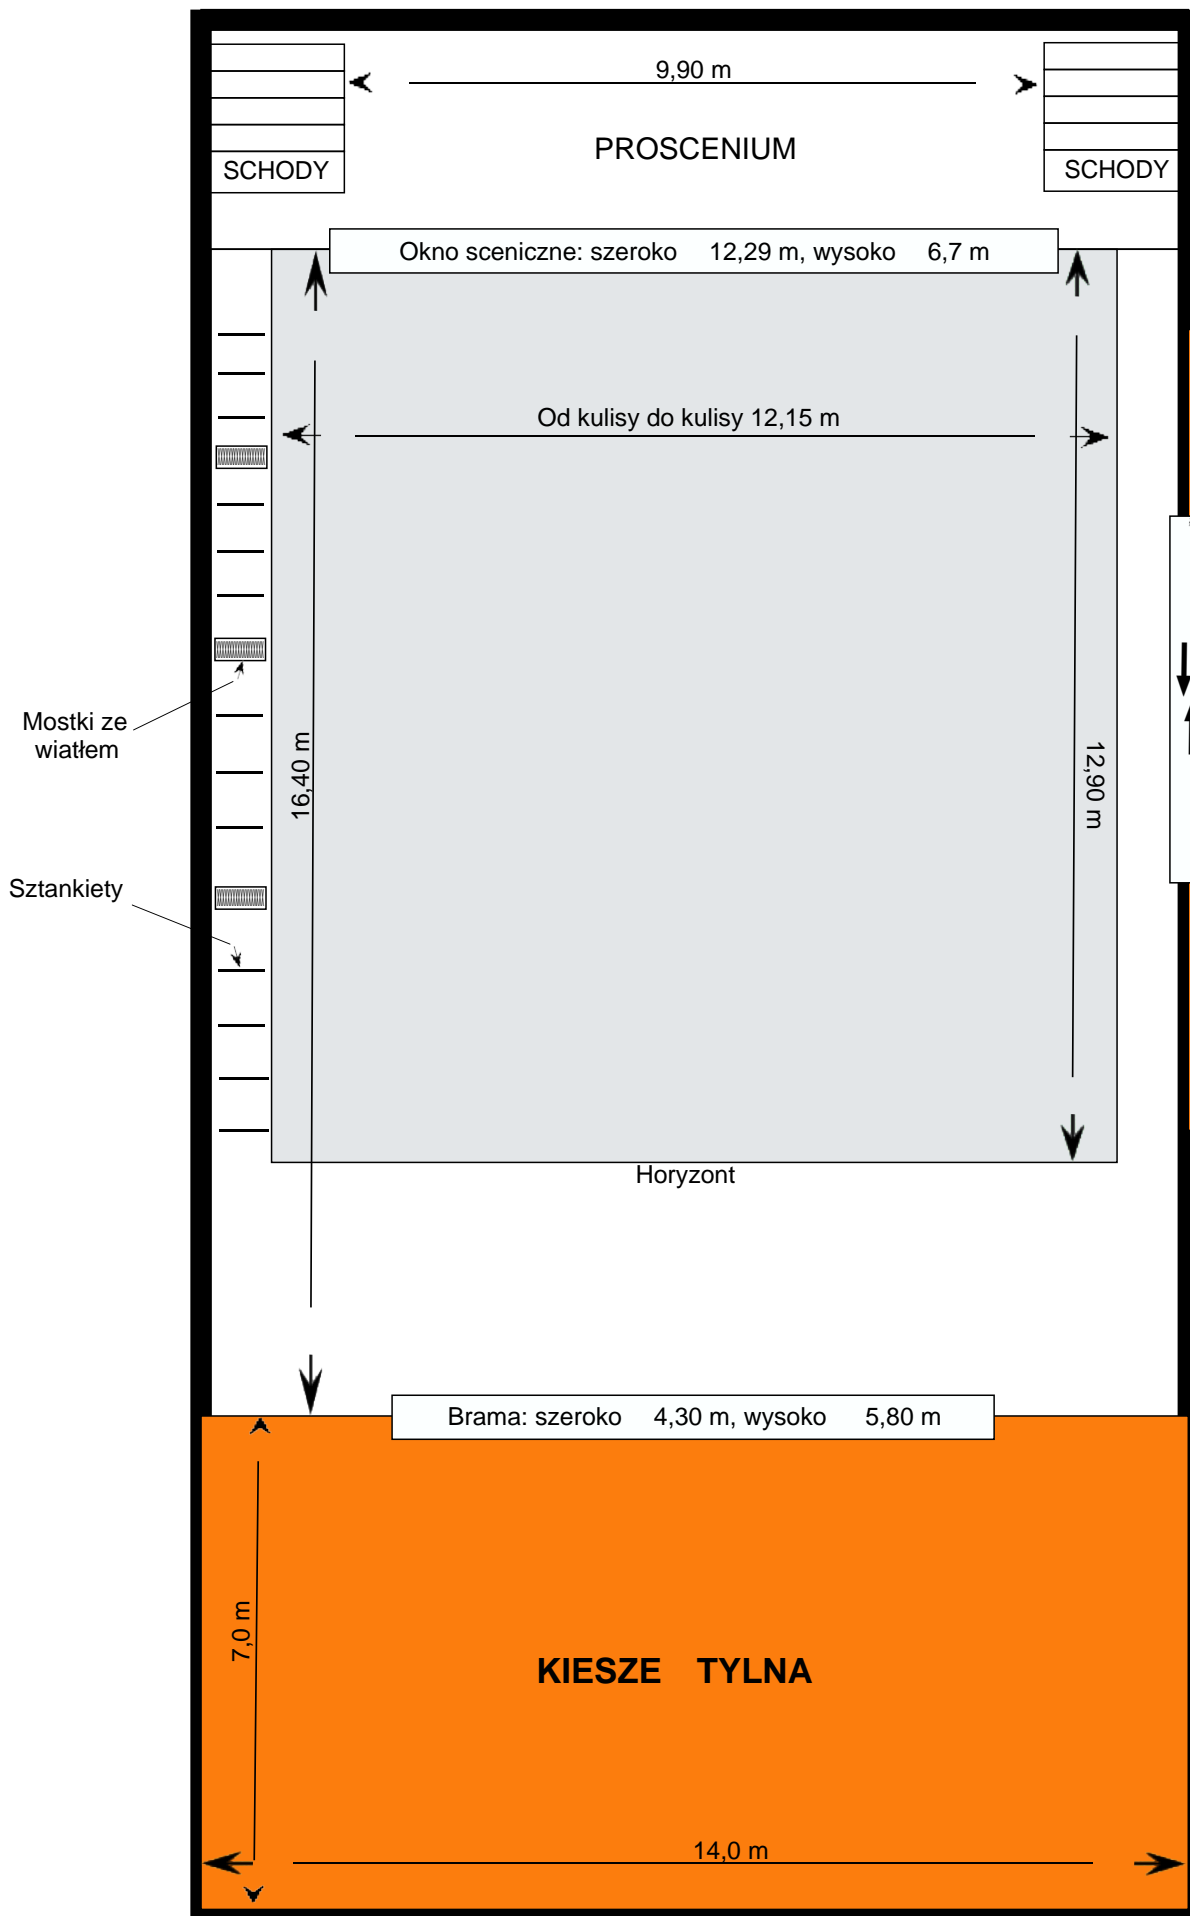 9,90 m
PROSCENIUM
SCHODY
SCHODY
Okno sceniczne: szeroko 12,29 m, wysoko 6,7 m
Od kulisy do kulisy 12,15 m
Mostki ze
wiatłem
16,40 m
12,90 m
Sztankiety
Horyzont
Brama: szeroko 4,30 m, wysoko 5,80 m
7,0 m
KIESZE TYLNA
14,0 m